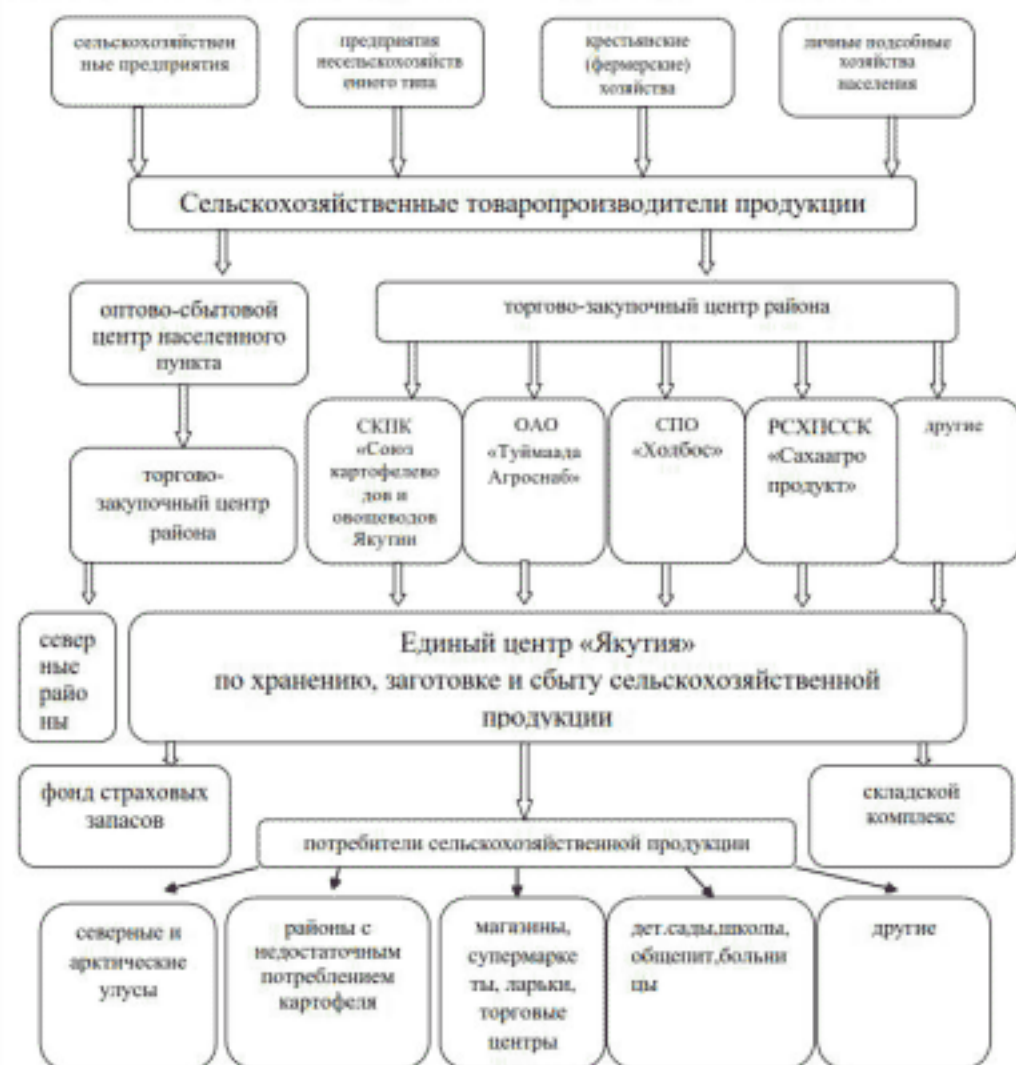 сельскохозяйствен
ные предприятия
предприятия
несельскохозяйств
енного типа
крестьянские
(фермерские)
хозяйства
личные подсобные
хозяйства
населения
Сельскохозяйственные товаропроизводители продукции
оптово-сбытовой
центр населенного
пункта
торгово-закупочный центр района
торгово-
закупочный центр
района
СКПК
«Союз
картофелево
дов и
овощеводов
Якутии
ОАО
«Туймаада
Агроснаб»
СПО
«Холбос»
РСХПССК
«Сахаагро
продукт»
другие
север
ные
райо
ны
Единый центр «Якутия»
по хранению, заготовке и сбыту сельскохозяйственной
продукции
фонд страховых
запасов
складской
комплекс
потребители сельскохозяйственной продукции
северные и
арктические
улусы
районы с
недостаточным
потреблением
картофеля
магазины,
супермарке
ты, ларьки,
торговые
центры
дет.сады,школы,
общепит,больни
цы
другие